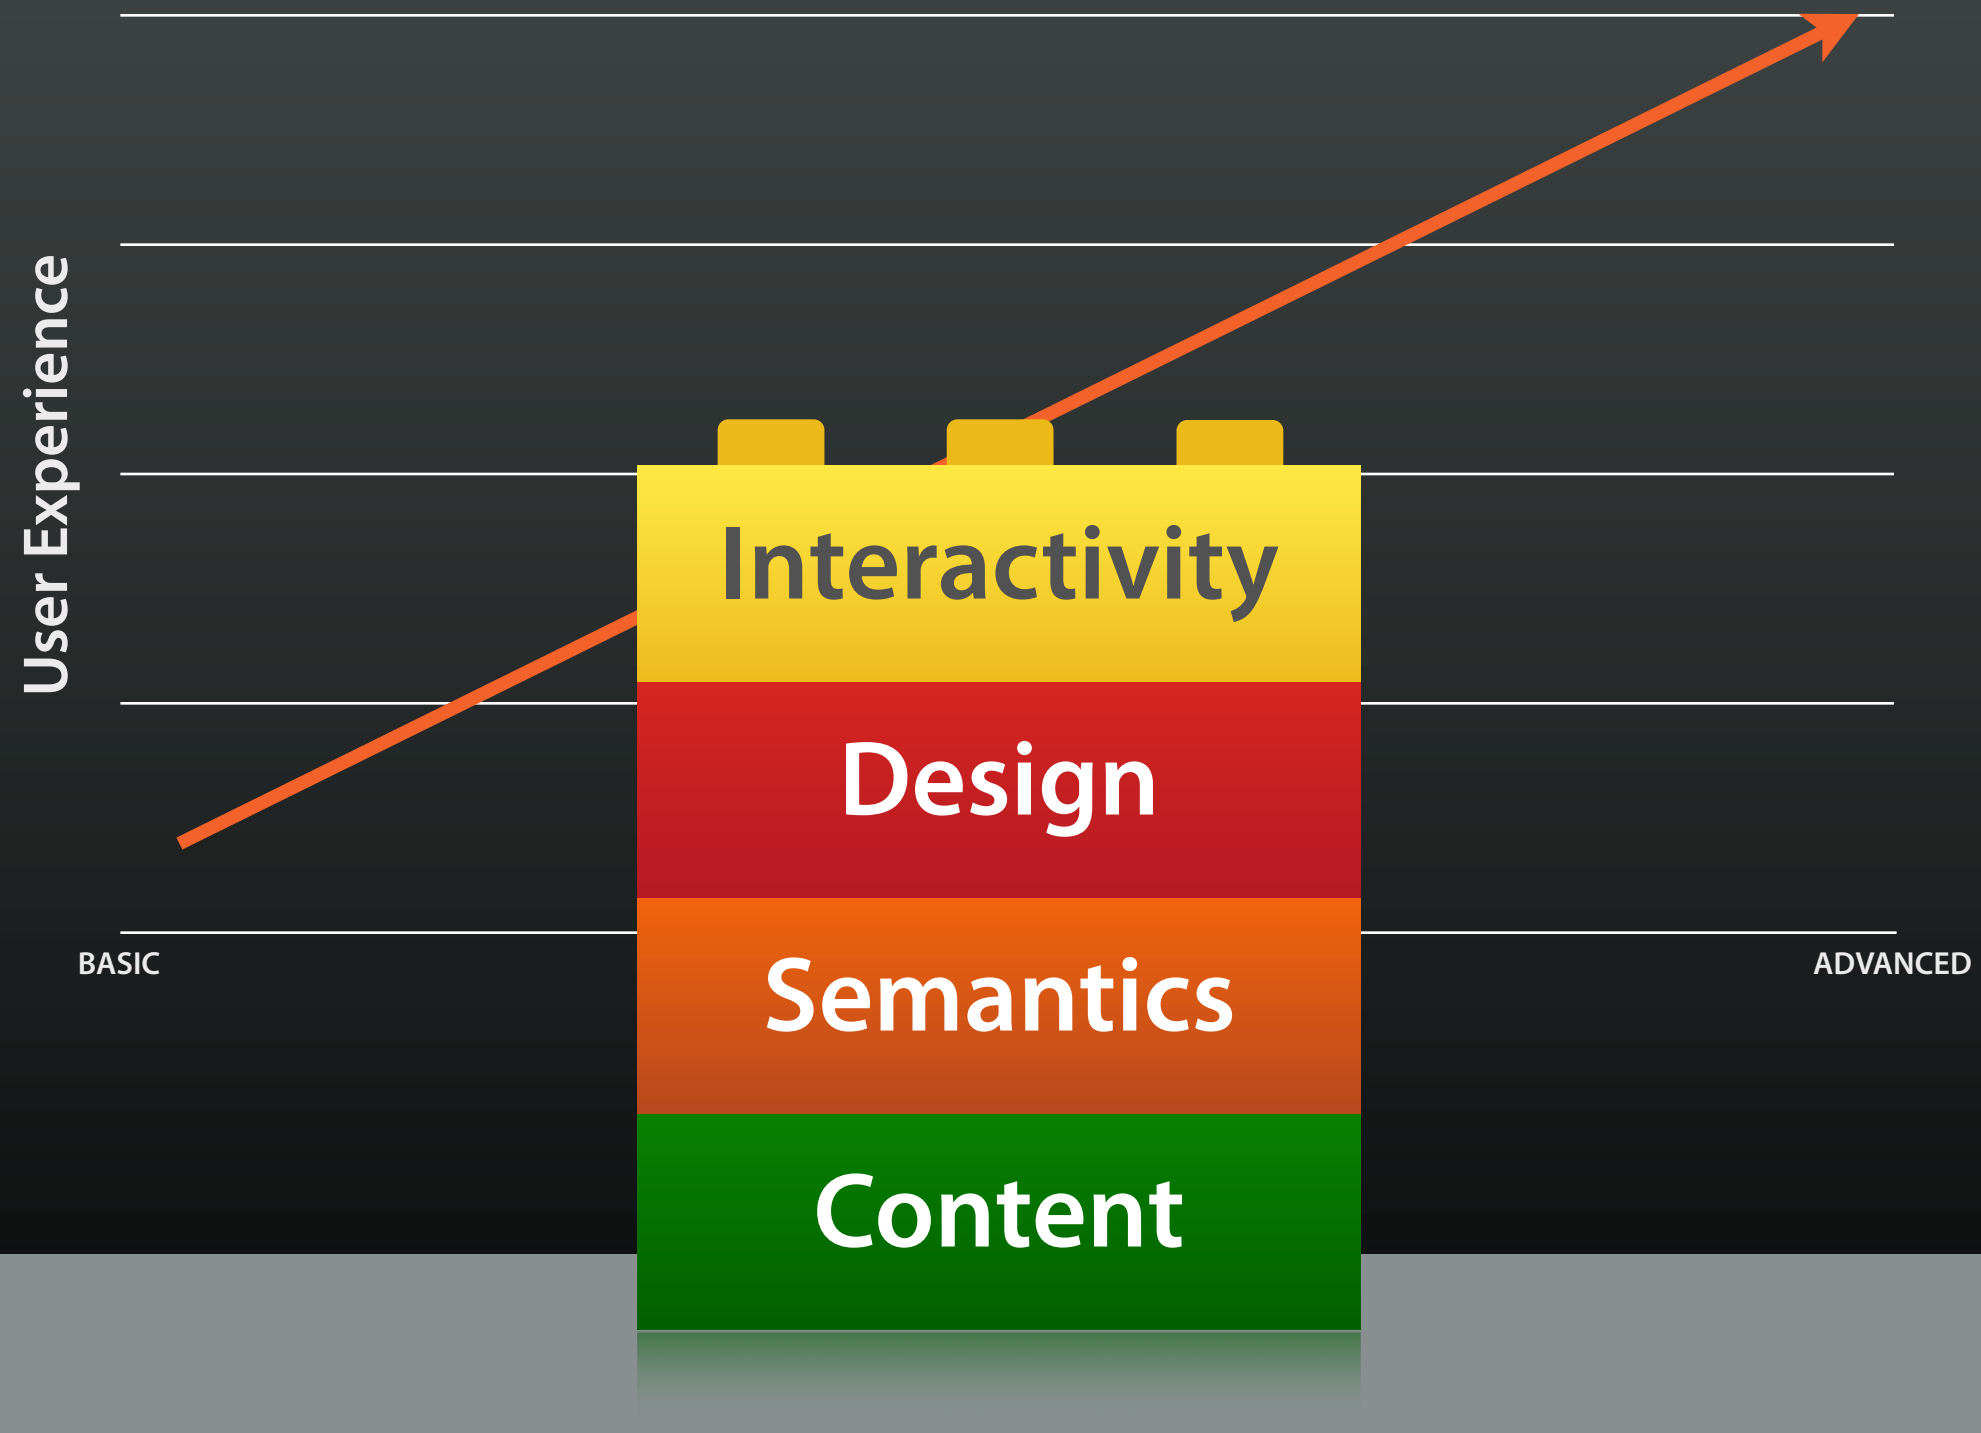 User Experience
Interactivity
Design
Semantics
Content
BASIC
ADVANCED